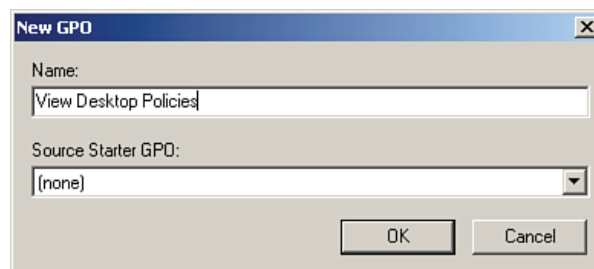 New GPO
Name:
View Desktop Policies
Source Starter GPO:
(none)
OK Cancel